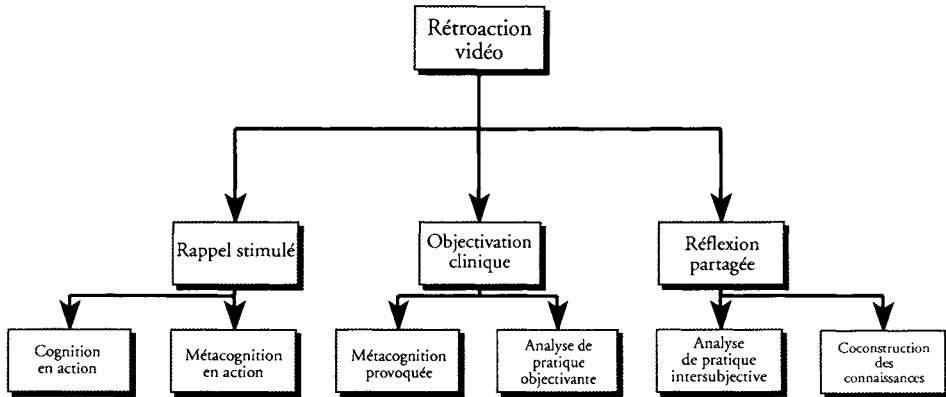 Rétroaction
vidéo
Rappel stimulé
Objectivation
clinique
Réflexion
partagée
Cognition
en action
Métacognition
en action
Métacognition
provoquée
Analyse de
pratique
objectivante
Analyse
de pratique
intersubjective
Coconstruction
des
connaissances